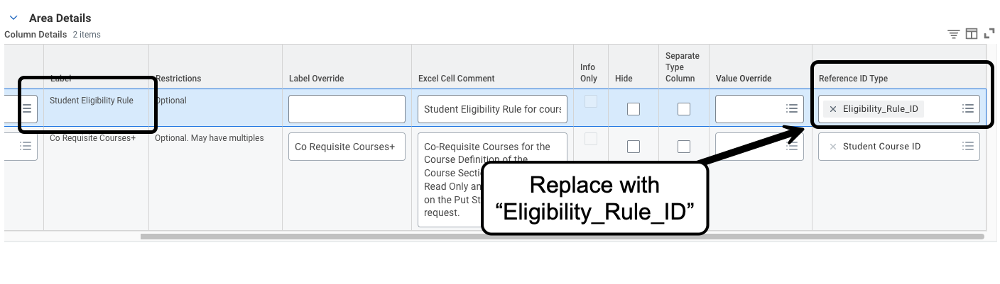 Area Details
Column Details 2 items
Label
Restrictions
Label Override
Excel Cell Comment
Info
Only
Hide
Separate
Type
Column
Value Override
Reference ID Type
Student Eligibility Rule
Optional
Student Eligibility Rule for cours
Eligibility_Rule_ID
Co Requisite Courses+
Optional. May have multiples
Co Requisite Courses+
Co-Requisite Courses for the
Course Definition of the
Course Secti
Read Only an
on the Put St
request.
Student Course ID
Replace with
“Eligibility_Rule_ID”